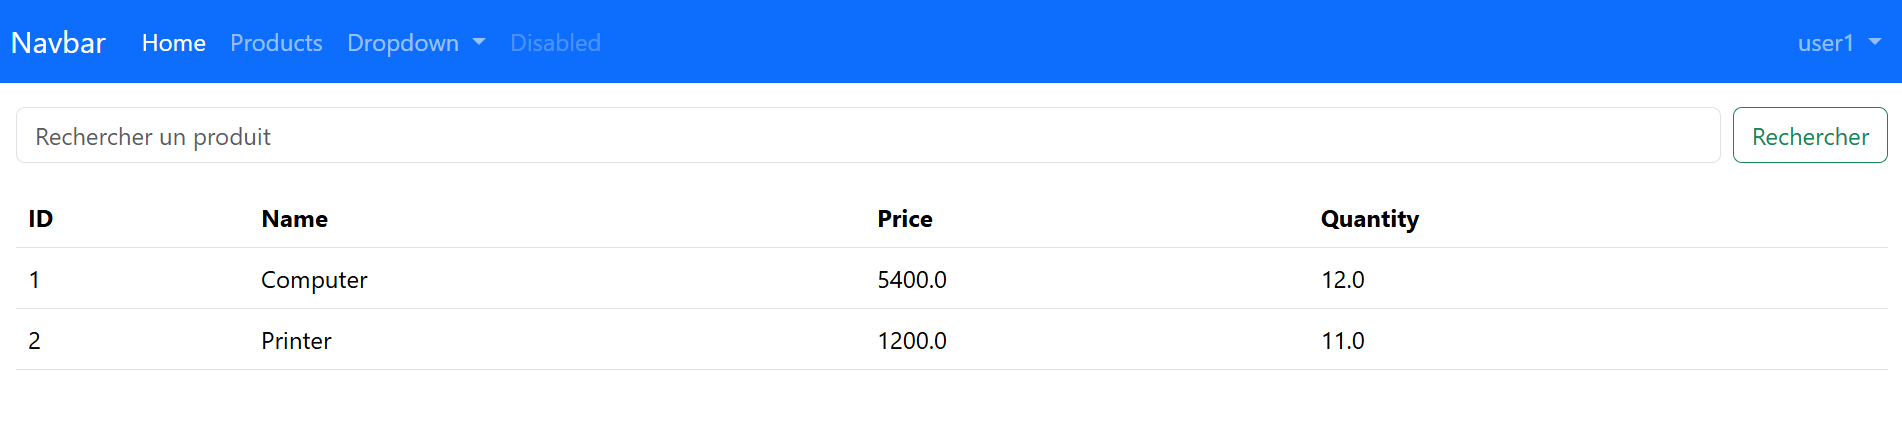 Navbar Home Products Dropdown Disabled user1
Rechercher un produit Rechercher
ID Name Price Quantity
1 Computer 5400.0 12.0
2 Printer 1200.0 11.0